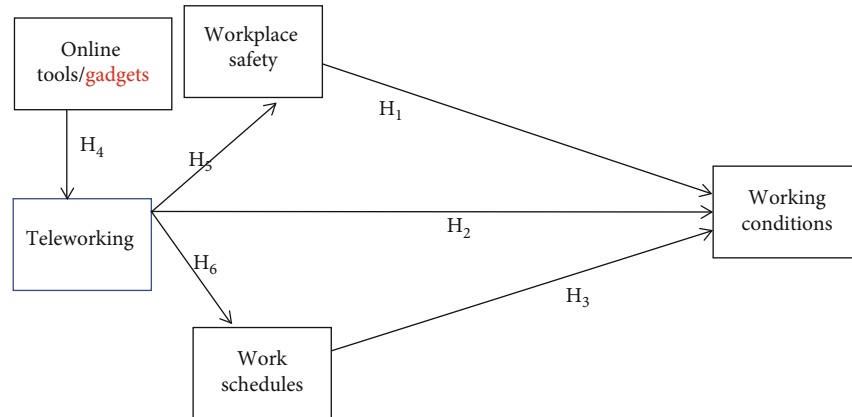 Online
tools/gadgets
Workplace
safety
H1
H4
H5
Teleworking
Working
conditions
H2
H6
H3
Work
schedules